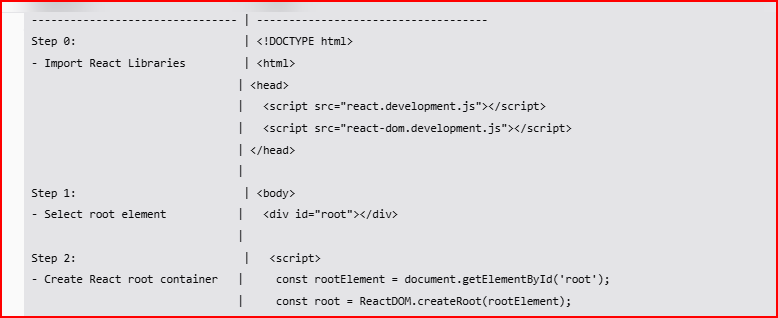 -------------------------------- | ------------------------------------
Step 0:                          | <!DOCTYPE html>
- Import React Libraries         | <html>
                                | <head>
                                |   <script src="react.development.js"></script>
                                |   <script src="react-dom.development.js"></script>
                                | </head>
                                |
Step 1:                          | <body>
- Select root element           |   <div id="root"></div>
                                |
Step 2:                          |   <script>
- Create React root container   |     const rootElement = document.getElementById('root');
                                |     const root = ReactDOM.createRoot(rootElement);